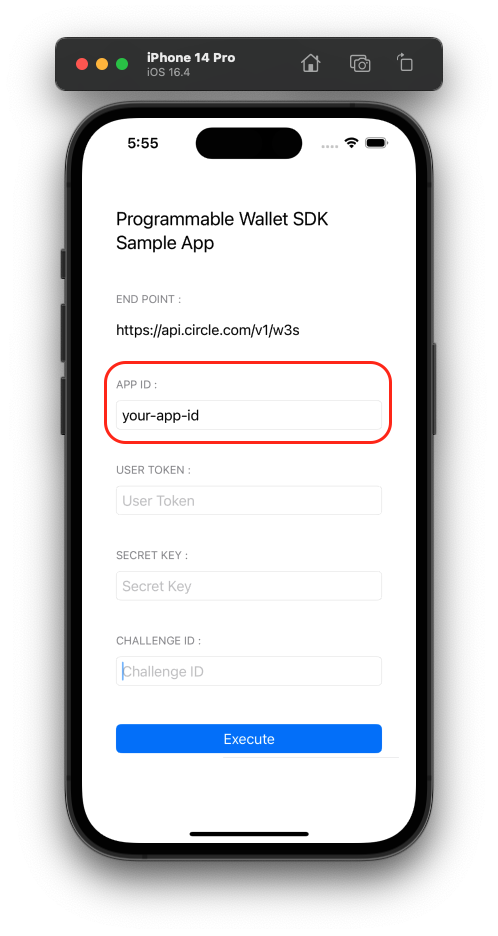 iPhone 14 Pro
iOS 16.4
5:55
Programmable Wallet SDK
Sample App
END POINT :
https://api.circle.com/v1/w3s
APP ID :
your-app-id
USER TOKEN :
User Token
SECRET KEY :
Secret Key
CHALLENGE ID :
Challenge ID
Execute